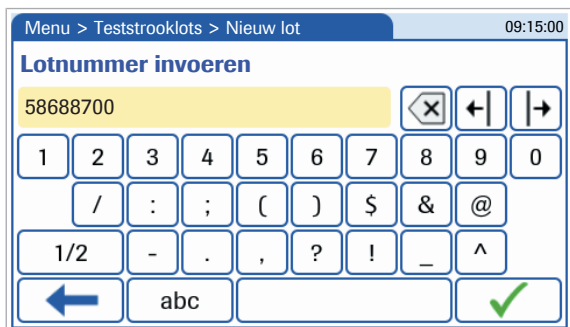 Menu > Teststrooklots > Nieuw lot 09:15:00
Lotnummer invoeren
58688700
1 2 3 4 5 6 7 8 9 0
/ : ; ( ) $ & @
1/2 - . , ? ! _ ^
abc